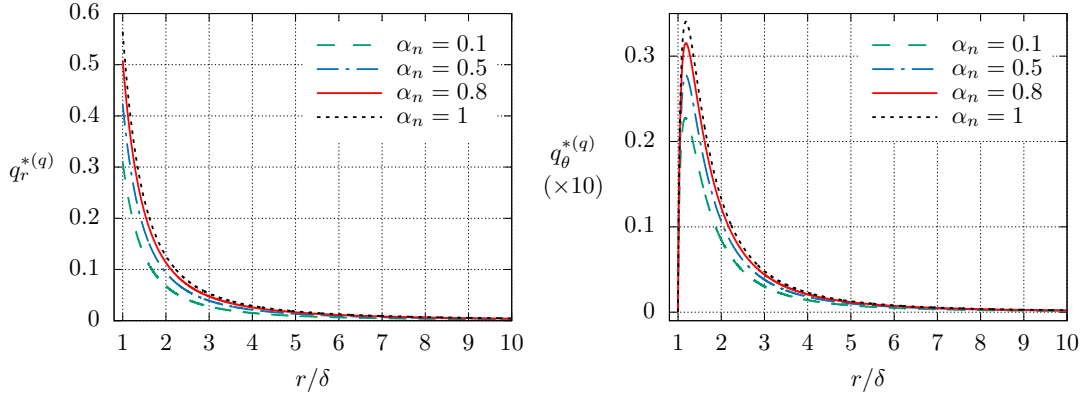 0.6
0.5
0.4
0.3
0.2
0.1
0
q_r^{*(q)}
α_n = 0.1
α_n = 0.5
α_n = 0.8
α_n = 1
1 2 3 4 5 6 7 8 9 10
r/δ
0.3
0.2
0.1
0
q_θ^{*(q)}
(×10)
α_n = 0.1
α_n = 0.5
α_n = 0.8
α_n = 1
1 2 3 4 5 6 7 8 9 10
r/δ